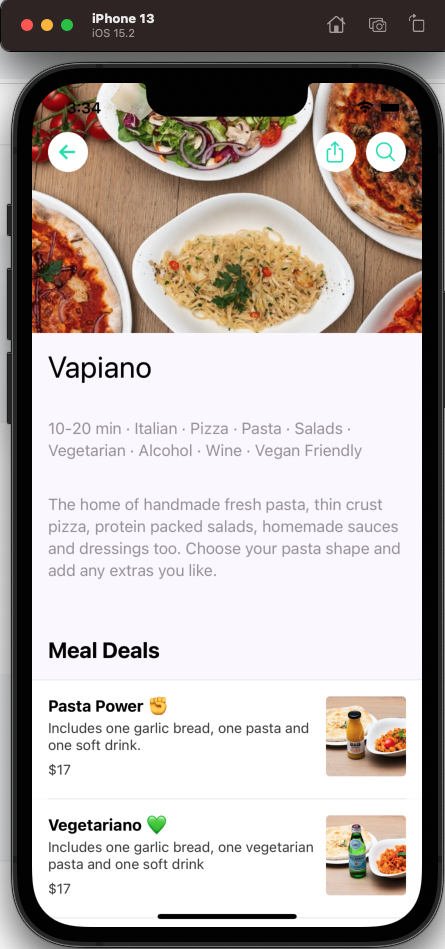 iPhone 13
iOS 15.2
3:34
Vapiano
10-20 min · Italian · Pizza · Pasta · Salads ·
Vegetarian · Alcohol · Wine · Vegan Friendly
The home of handmade fresh pasta, thin crust
pizza, protein packed salads, homemade sauces
and dressings too. Choose your pasta shape and
add any extras you like.
Meal Deals
Pasta Power ✊
Includes one garlic bread, one pasta and
one soft drink.
$17
Vegetariano 💚
Includes one garlic bread, one vegetarian
pasta and one soft drink
$17